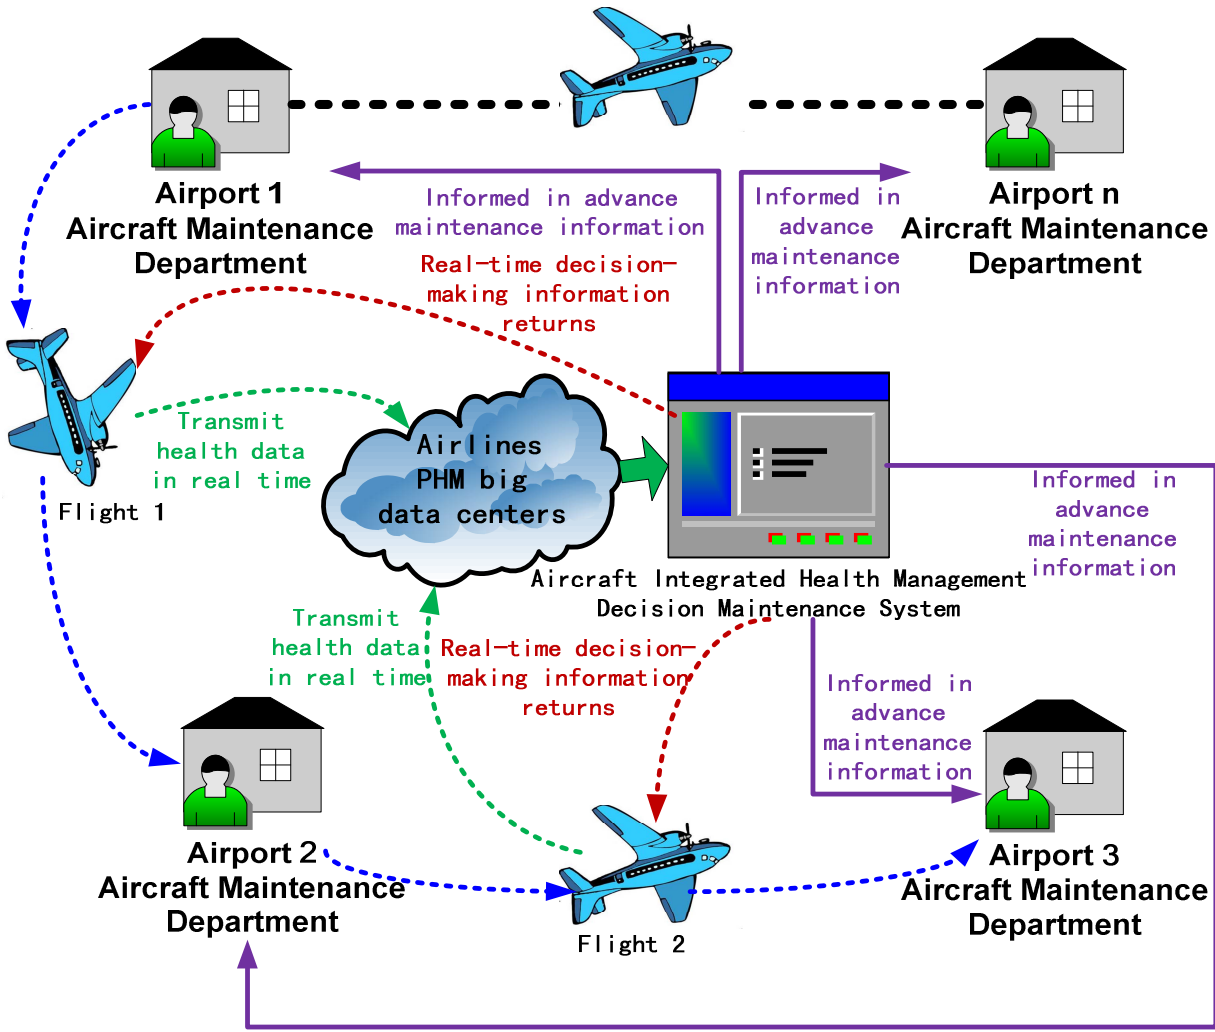 Airport 1
Aircraft Maintenance
Department
Airport n
Aircraft Maintenance
Department
Informed in advance
maintenance information
Informed in
advance
maintenance
information
Real-time decision-
making information
returns
Transmit
health data
in real time
Flight 1
Airlines
PHM big
data centers
Informed in
advance
maintenance
information
Aircraft Integrated Health Management
Decision Maintenance System
Transmit
health data
in real time
Real-time decision-
making information
returns
Informed in
advance
maintenance
information
Airport 2
Aircraft Maintenance
Department
Flight 2
Airport 3
Aircraft Maintenance
Department